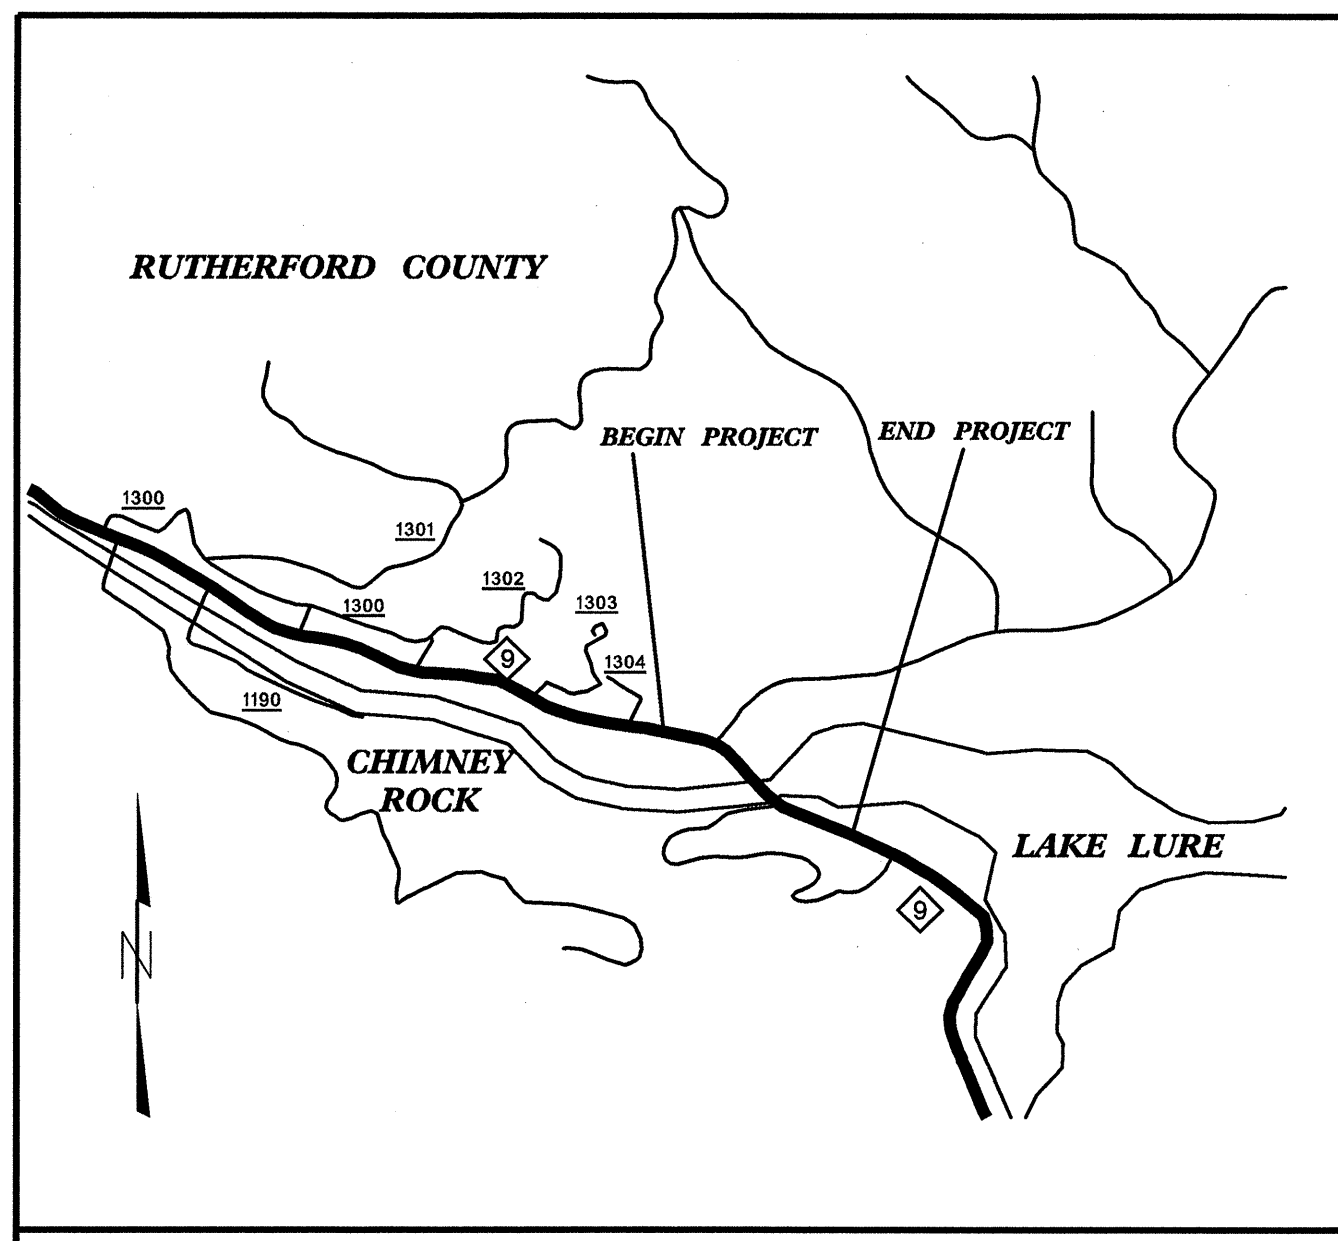 RUTHERFORD COUNTY
BEGIN PROJECT
END PROJECT
1300
1301
1302
1300
1303
9
1304
1190
CHIMNEY
ROCK
LAKE LURE
9
N